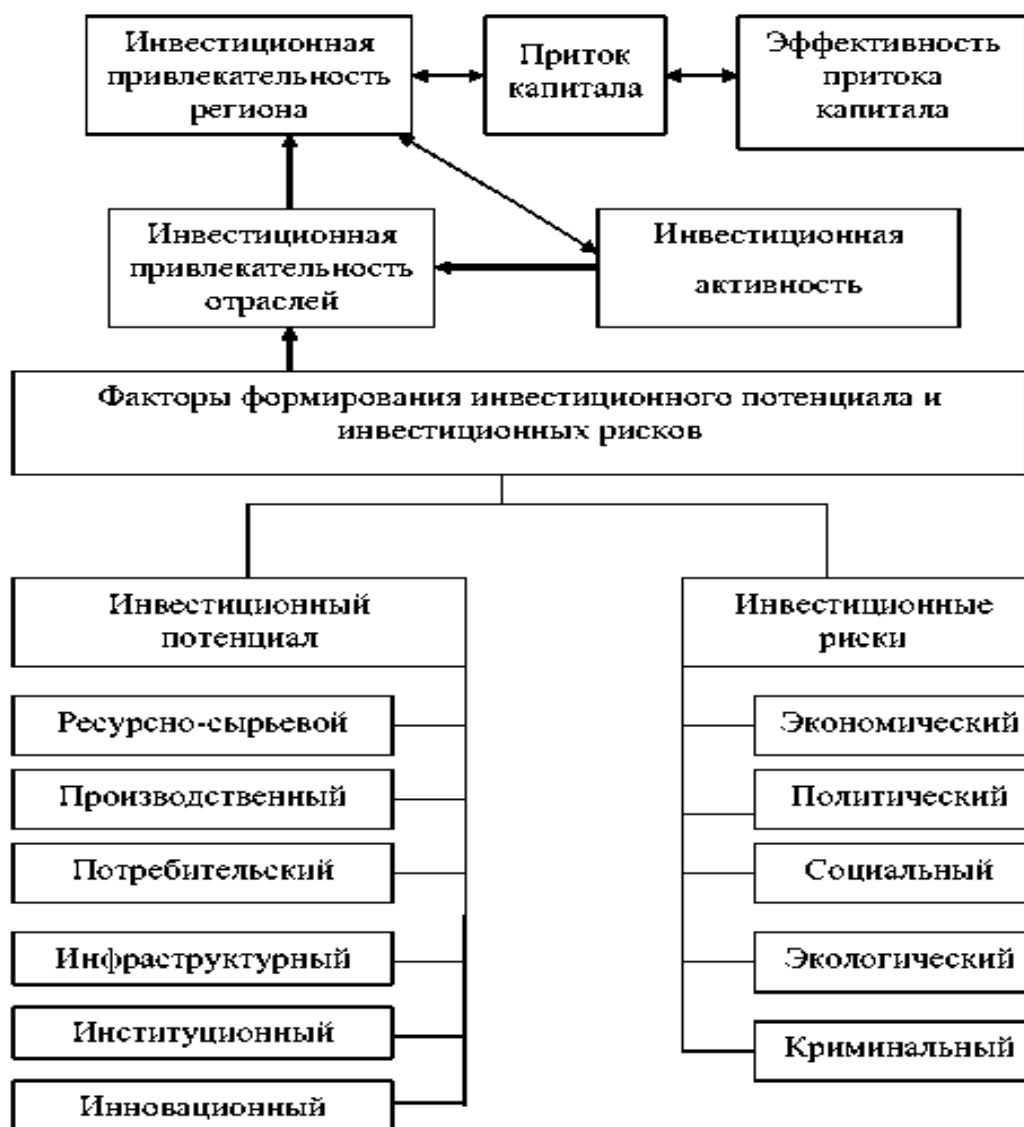 Инвестиционная
привлекательность
региона
Приток
капитала
Эффективность
притока
капитала
Инвестиционная
привлекательность
отраслей
Инвестиционная
активность
Факторы формирования инвестиционного потенциала и
инвестиционных рисков
Инвестиционный
потенциал
Ресурсно-сырьевой
Производственный
Потребительский
Инфраструктурный
Институционный
Инновационный
Инвестиционные
риски
Экономический
Политический
Социальный
Экологический
Криминальный